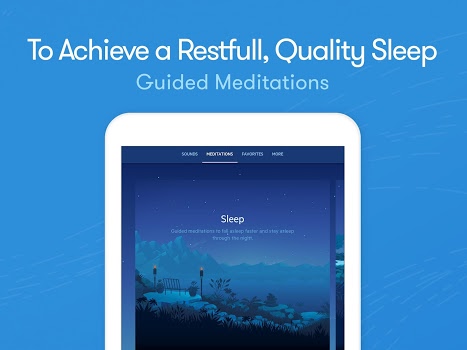 To Achieve a Restfull, Quality Sleep
Guided Meditations
SOUNDS MEDITATIONS FAVORITES MORE
Sleep
Guided meditations to fall asleep faster and stay asleep
through the night.